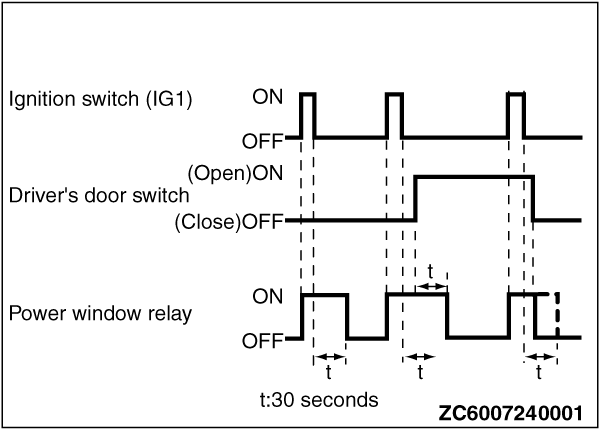 Ignition switch (IG1)
ON
OFF
(Open)ON
Driver's door switch
(Close)OFF
t
ON
Power window relay
OFF
t
t
t
t:30 seconds
ZC6007240001